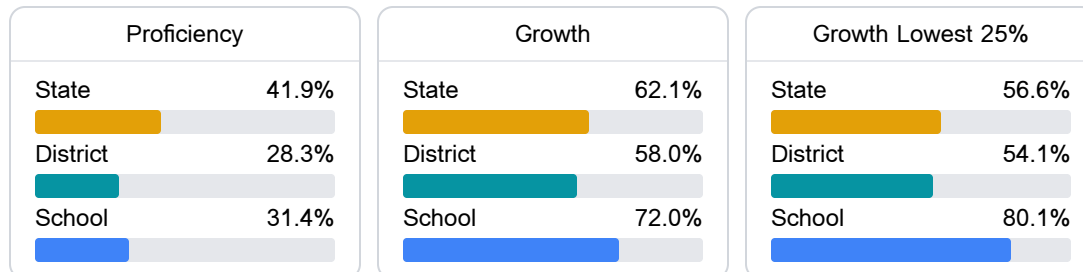 Proficiency
State 41.9%
District 28.3%
School 31.4%
Growth
State 62.1%
District 58.0%
School 72.0%
Growth Lowest 25%
State 56.6%
District 54.1%
School 80.1%